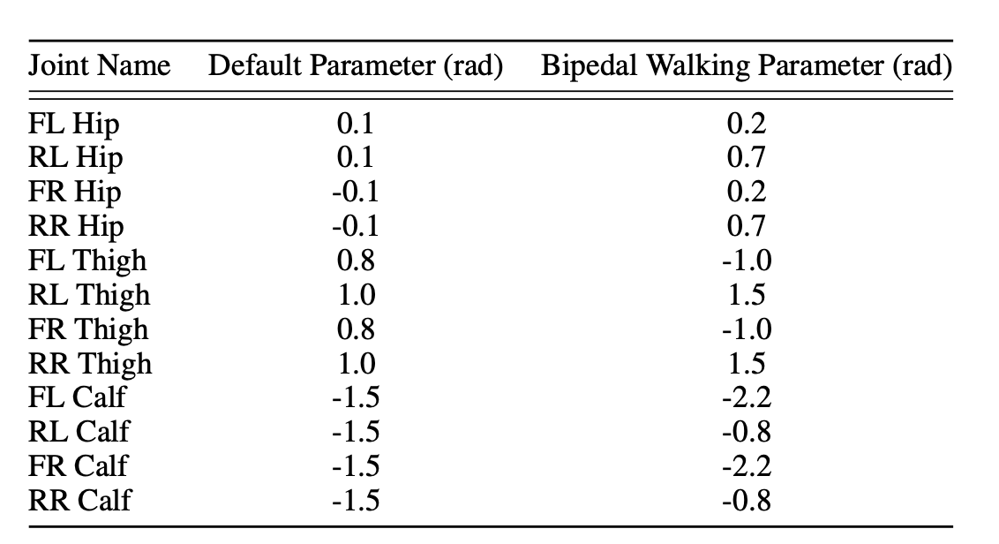 Joint Name Default Parameter (rad) Bipedal Walking Parameter (rad)
FL Hip 0.1 0.2
RL Hip 0.1 0.7
FR Hip -0.1 0.2
RR Hip -0.1 0.7
FL Thigh 0.8 -1.0
RL Thigh 1.0 1.5
FR Thigh 0.8 -1.0
RR Thigh 1.0 1.5
FL Calf -1.5 -2.2
RL Calf -1.5 -0.8
FR Calf -1.5 -2.2
RR Calf -1.5 -0.8